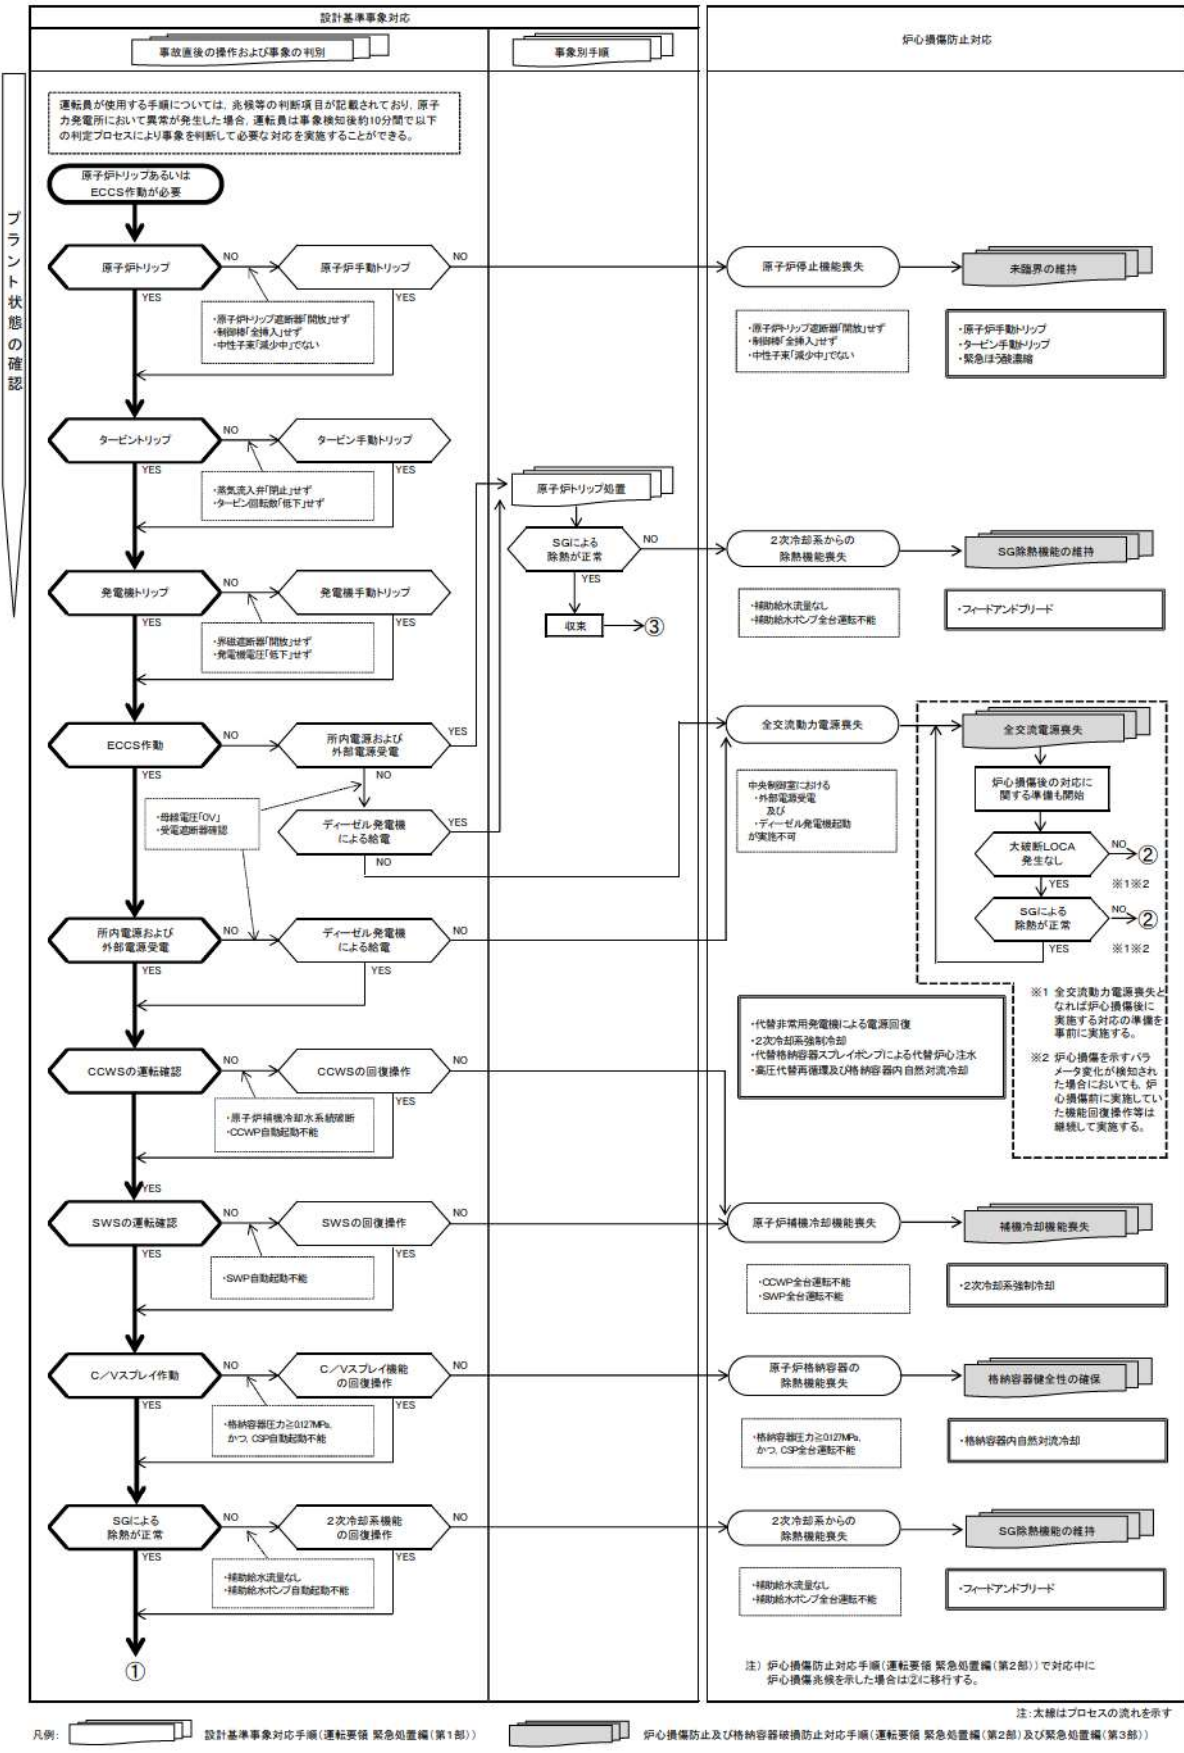 設計基準事象対応
事故直後の操作および事象の判別
事象別手順
炉心損傷防止対応
プラント状態の確認
運転員が使用する手順については、兆候等の判断項目が記載されており、原子
力発電所において異常が発生した場合、運転員は事象検知後約10分間で以下
の判定プロセスにより事象を判断して必要な対応を実施することができる。
原子炉トリップあるいは
ECCS作動が必要
原子炉トリップ
NO
原子炉手動トリップ
NO
原子炉停止機能喪失
未臨界の維持
YES
YES
・原子炉トリップ遮断器「開放」せず
・制御棒「全挿入」せず
・中性子束「減少中」でない
・原子炉トリップ遮断器「開放」せず
・制御棒「全挿入」せず
・中性子束「減少中」でない
・原子炉手動トリップ
・タービン手動トリップ
・緊急ほう酸濃縮
タービントリップ
NO
タービン手動トリップ
YES
YES
・蒸気流入弁「閉止」せず
・タービン回転数「低下」せず
原子炉トリップ処置
SGによる
除熱が正常
NO
YES
収束
③
2次冷却系からの
除熱機能喪失
SG除熱機能の維持
・補助給水流量なし
・補助給水ポンプ全台運転不能
・フィードアンドブリード
発電機トリップ
NO
発電機手動トリップ
YES
YES
・界磁遮断器「開放」せず
・発電機電圧「低下」せず
ECCS作動
NO
所内電源および
外部電源受電
YES
YES
NO
・母線電圧「0V」
・受電遮断器確認
ディーゼル発電機
による給電
YES
NO
全交流動力電源喪失
中央制御室における
・外部電源受電
及び
・ディーゼル発電機起動
が実施不可
全交流電源喪失
炉心損傷後の対応に
関する準備も開始
大破断LOCA
発生なし
NO
②
YES
※1※2
SGによる
除熱が正常
NO
②
YES
※1※2
※1 全交流動力電源喪失と
なれば炉心損傷後に
実施する対応の準備を
事前に実施する。
※2 炉心損傷を示すパラ
メータ変化が検知され
た場合においても、炉
心損傷前に実施してい
た機能回復操作等は
継続して実施する。
所内電源および
外部電源受電
NO
ディーゼル発電機
による給電
NO
YES
YES
・代替非常用発電機による電源回復
・2次冷却系強制冷却
・代替格納容器スプレイポンプによる代替炉心注水
・高圧代替再循環及び格納容器内自然対流冷却
CCWSの運転確認
NO
CCWSの回復操作
NO
・原子炉補機冷却水系統破断
・CCWP自動起動不能
YES
YES
SWSの運転確認
NO
SWSの回復操作
NO
原子炉補機冷却機能喪失
補機冷却機能喪失
YES
YES
・SWP自動起動不能
・CCWP全台運転不能
・SWP全台運転不能
・2次冷却系強制冷却
C／Vスプレイ作動
NO
C／Vスプレイ機能
の回復操作
NO
原子炉格納容器の
除熱機能喪失
格納容器健全性の確保
YES
YES
・格納容器圧力≧0.127MPa、
かつ、CSP自動起動不能
・格納容器圧力≧0.127MPa、
かつ、CSP全台運転不能
・格納容器内自然対流冷却
SGによる
除熱が正常
NO
2次冷却系機能
の回復操作
NO
2次冷却系からの
除熱機能喪失
SG除熱機能の維持
YES
YES
・補助給水流量なし
・補助給水ポンプ自動起動不能
・補助給水流量なし
・補助給水ポンプ全台運転不能
・フィードアンドブリード
①
注） 炉心損傷防止対応手順（運転要領 緊急処置編（第2部））で対応中に
炉心損傷兆候を示した場合は②に移行する。
注：太線はプロセスの流れを示す
凡例：
設計基準事象対応手順（運転要領 緊急処置編（第1部））
炉心損傷防止及び格納容器破損防止対応手順（運転要領 緊急処置編（第2部）及び緊急処置編（第3部））